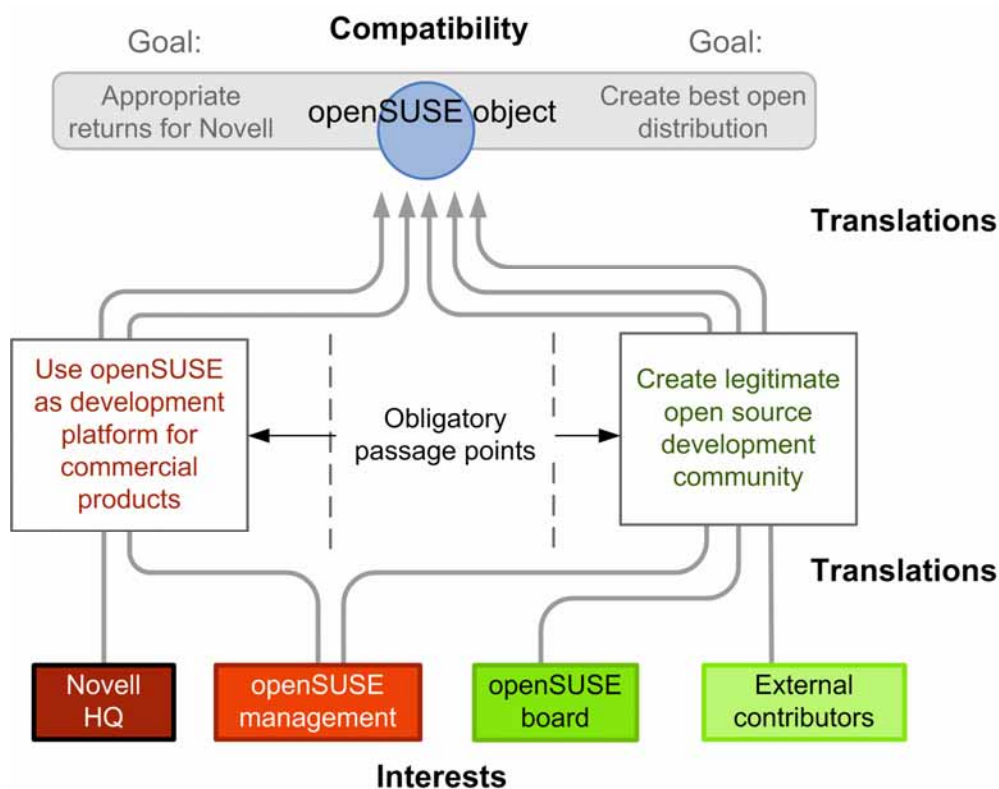 Compatibility
Goal:
Goal:
Appropriate
returns for Novell
openSUSE object
Create best open
distribution
Translations
Use openSUSE
as development
platform for
commercial
products
Obligatory
passage points
Create legitimate
open source
development
community
Translations
Novell
HQ
openSUSE
management
openSUSE
board
External
contributors
Interests